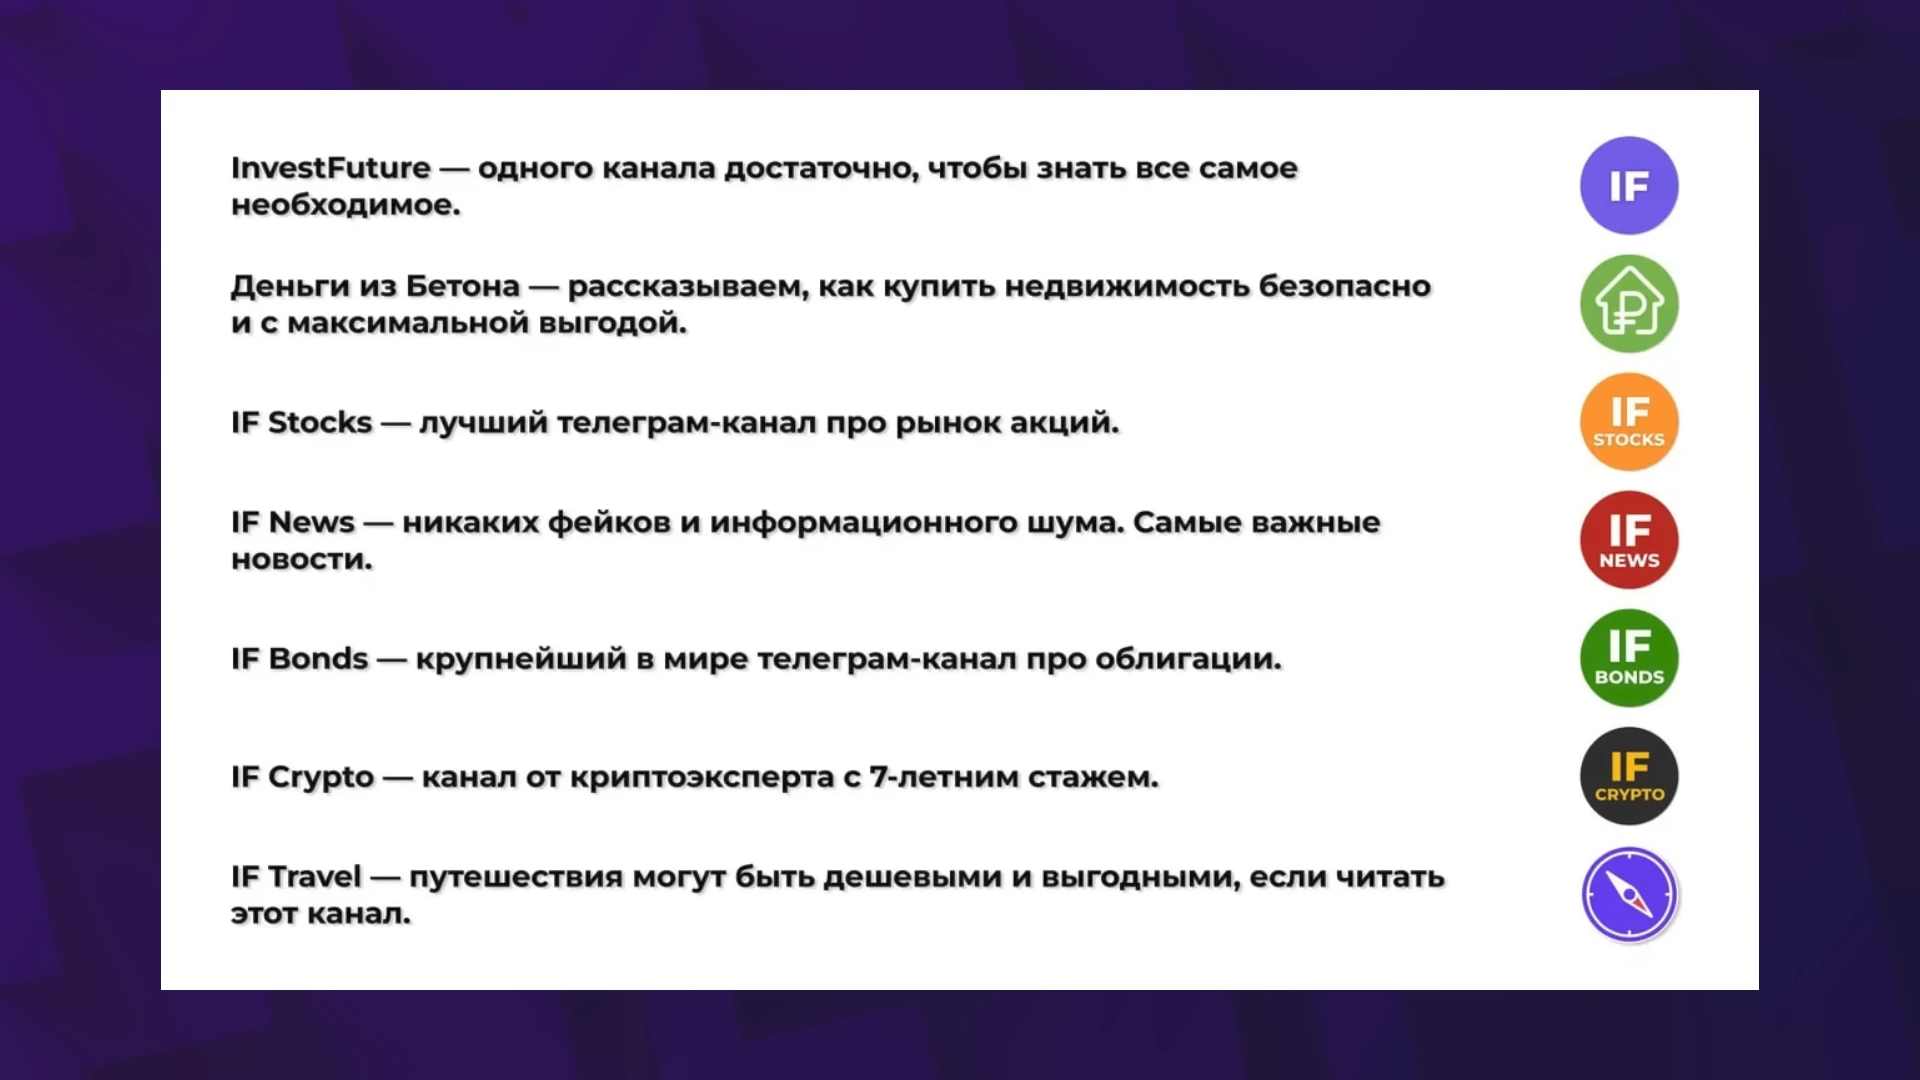 InvestFuture — одного канала достаточно, чтобы знать все самое
необходимое.
IF
Деньги из Бетона — рассказываем, как купить недвижимость безопасно
и с максимальной выгодой.
IF Stocks — лучший телеграм-канал про рынок акций.
IF
STOCKS
IF News — никаких фейков и информационного шума. Самые важные
новости.
IF
NEWS
IF Bonds — крупнейший в мире телеграм-канал про облигации.
IF
BONDS
IF Crypto — канал от криптоэксперта с 7-летним стажем.
IF
CRYPTO
IF Travel — путешествия могут быть дешевыми и выгодными, если читать
этот канал.